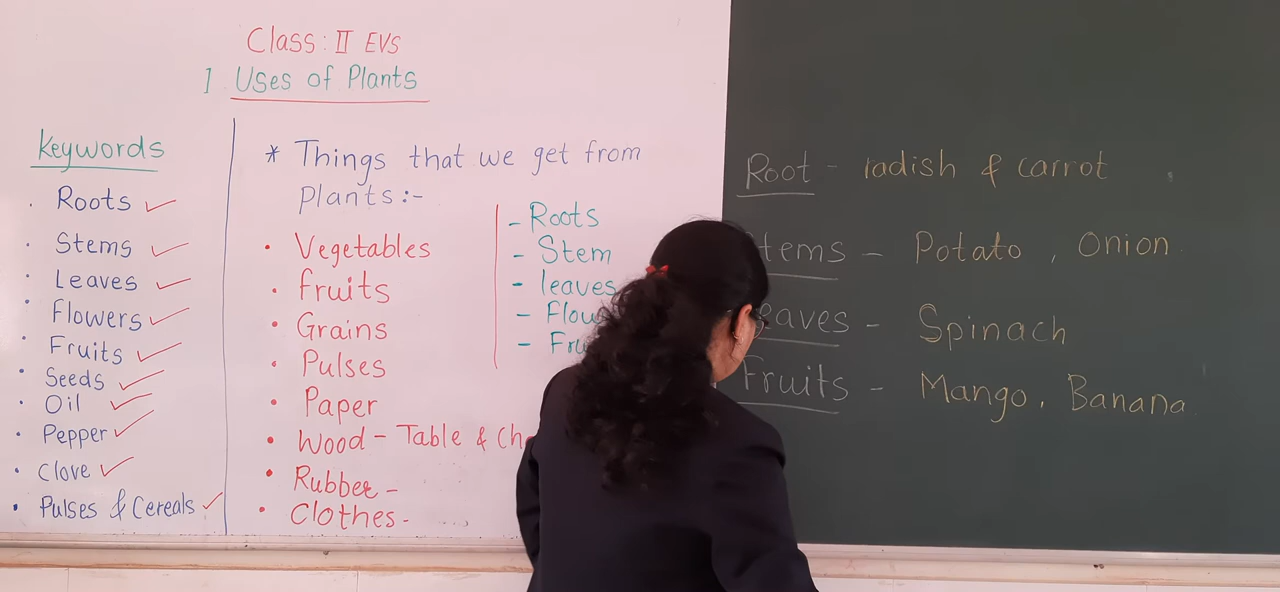 Class: II EVS
1 Uses of Plants
Keywords
Roots
Stems
Leaves
Flowers
Fruits
Seeds
Oil
Pepper
Clove
Pulses & Cereals
* Things that we get from
Plants:-
• Vegetables
• Fruits
• Grains
• Pulses
• Paper
• Wood - Table &
• Rubber -
• Clothes -
- Roots
- Stem
- leaves
Root - radish & carrot
tems - Potato, Onion
eaves - Spinach
Fruits - Mango, Banana